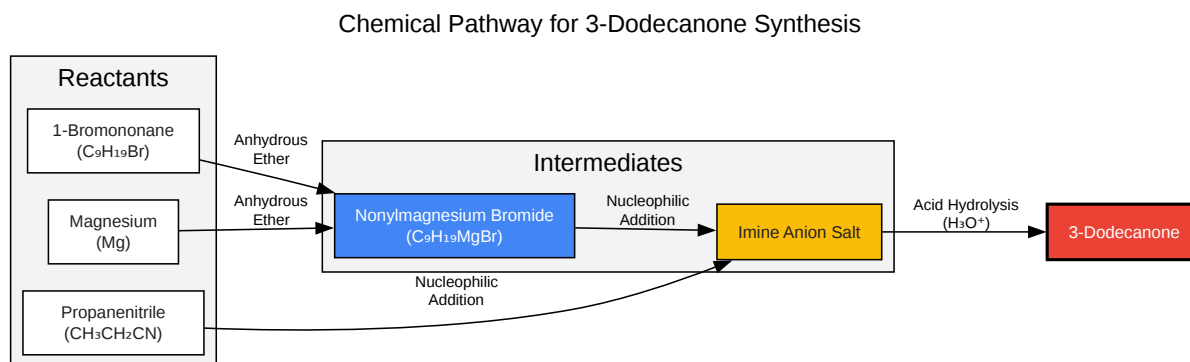 Chemical Pathway for 3-Dodecanone Synthesis
Reactants
1-Bromononane
(C₉H₁₉Br)
Magnesium
(Mg)
Propanenitrile
(CH₃CH₂CN)
Anhydrous
Ether
Anhydrous
Ether
Intermediates
Nonylmagnesium Bromide
(C₉H₁₉MgBr)
Nucleophilic
Addition
Imine Anion Salt
Nucleophilic
Addition
Acid Hydrolysis
(H₃O⁺)
3-Dodecanone